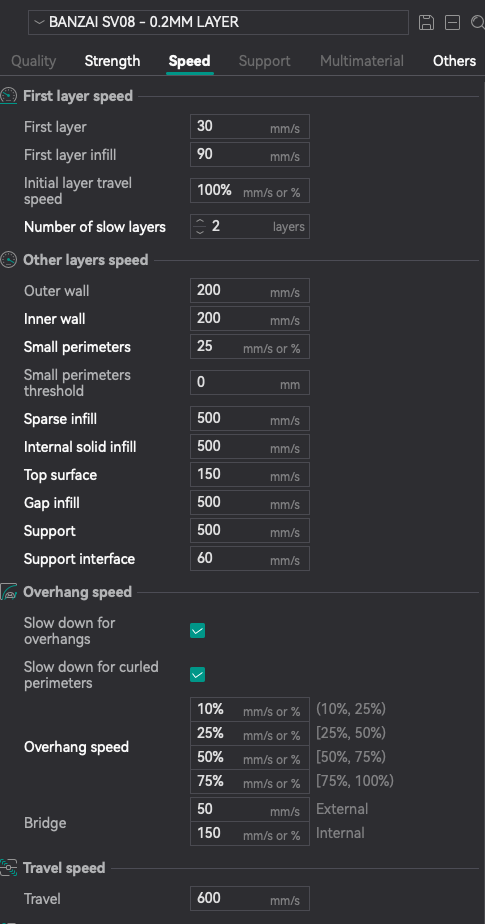 BANZAI SV08 - 0.2MM LAYER
Quality Strength Speed Support Multimaterial Others
First layer speed
First layer 30 mm/s
First layer infill 90 mm/s
Initial layer travel
speed 100% mm/s or %
Number of slow layers 2 layers
Other layers speed
Outer wall 200 mm/s
Inner wall 200 mm/s
Small perimeters 25 mm/s or %
Small perimeters
threshold 0 mm
Sparse infill 500 mm/s
Internal solid infill 500 mm/s
Top surface 150 mm/s
Gap infill 500 mm/s
Support 500 mm/s
Support interface 60 mm/s
Overhang speed
Slow down for
overhangs
Slow down for curled
perimeters
10% mm/s or % (10%, 25%)
25% mm/s or % [25%, 50%)
Overhang speed
50% mm/s or % [50%, 75%)
75% mm/s or % [75%, 100%)
50 mm/s External
Bridge
150 mm/s or % Internal
Travel speed
Travel 600 mm/s